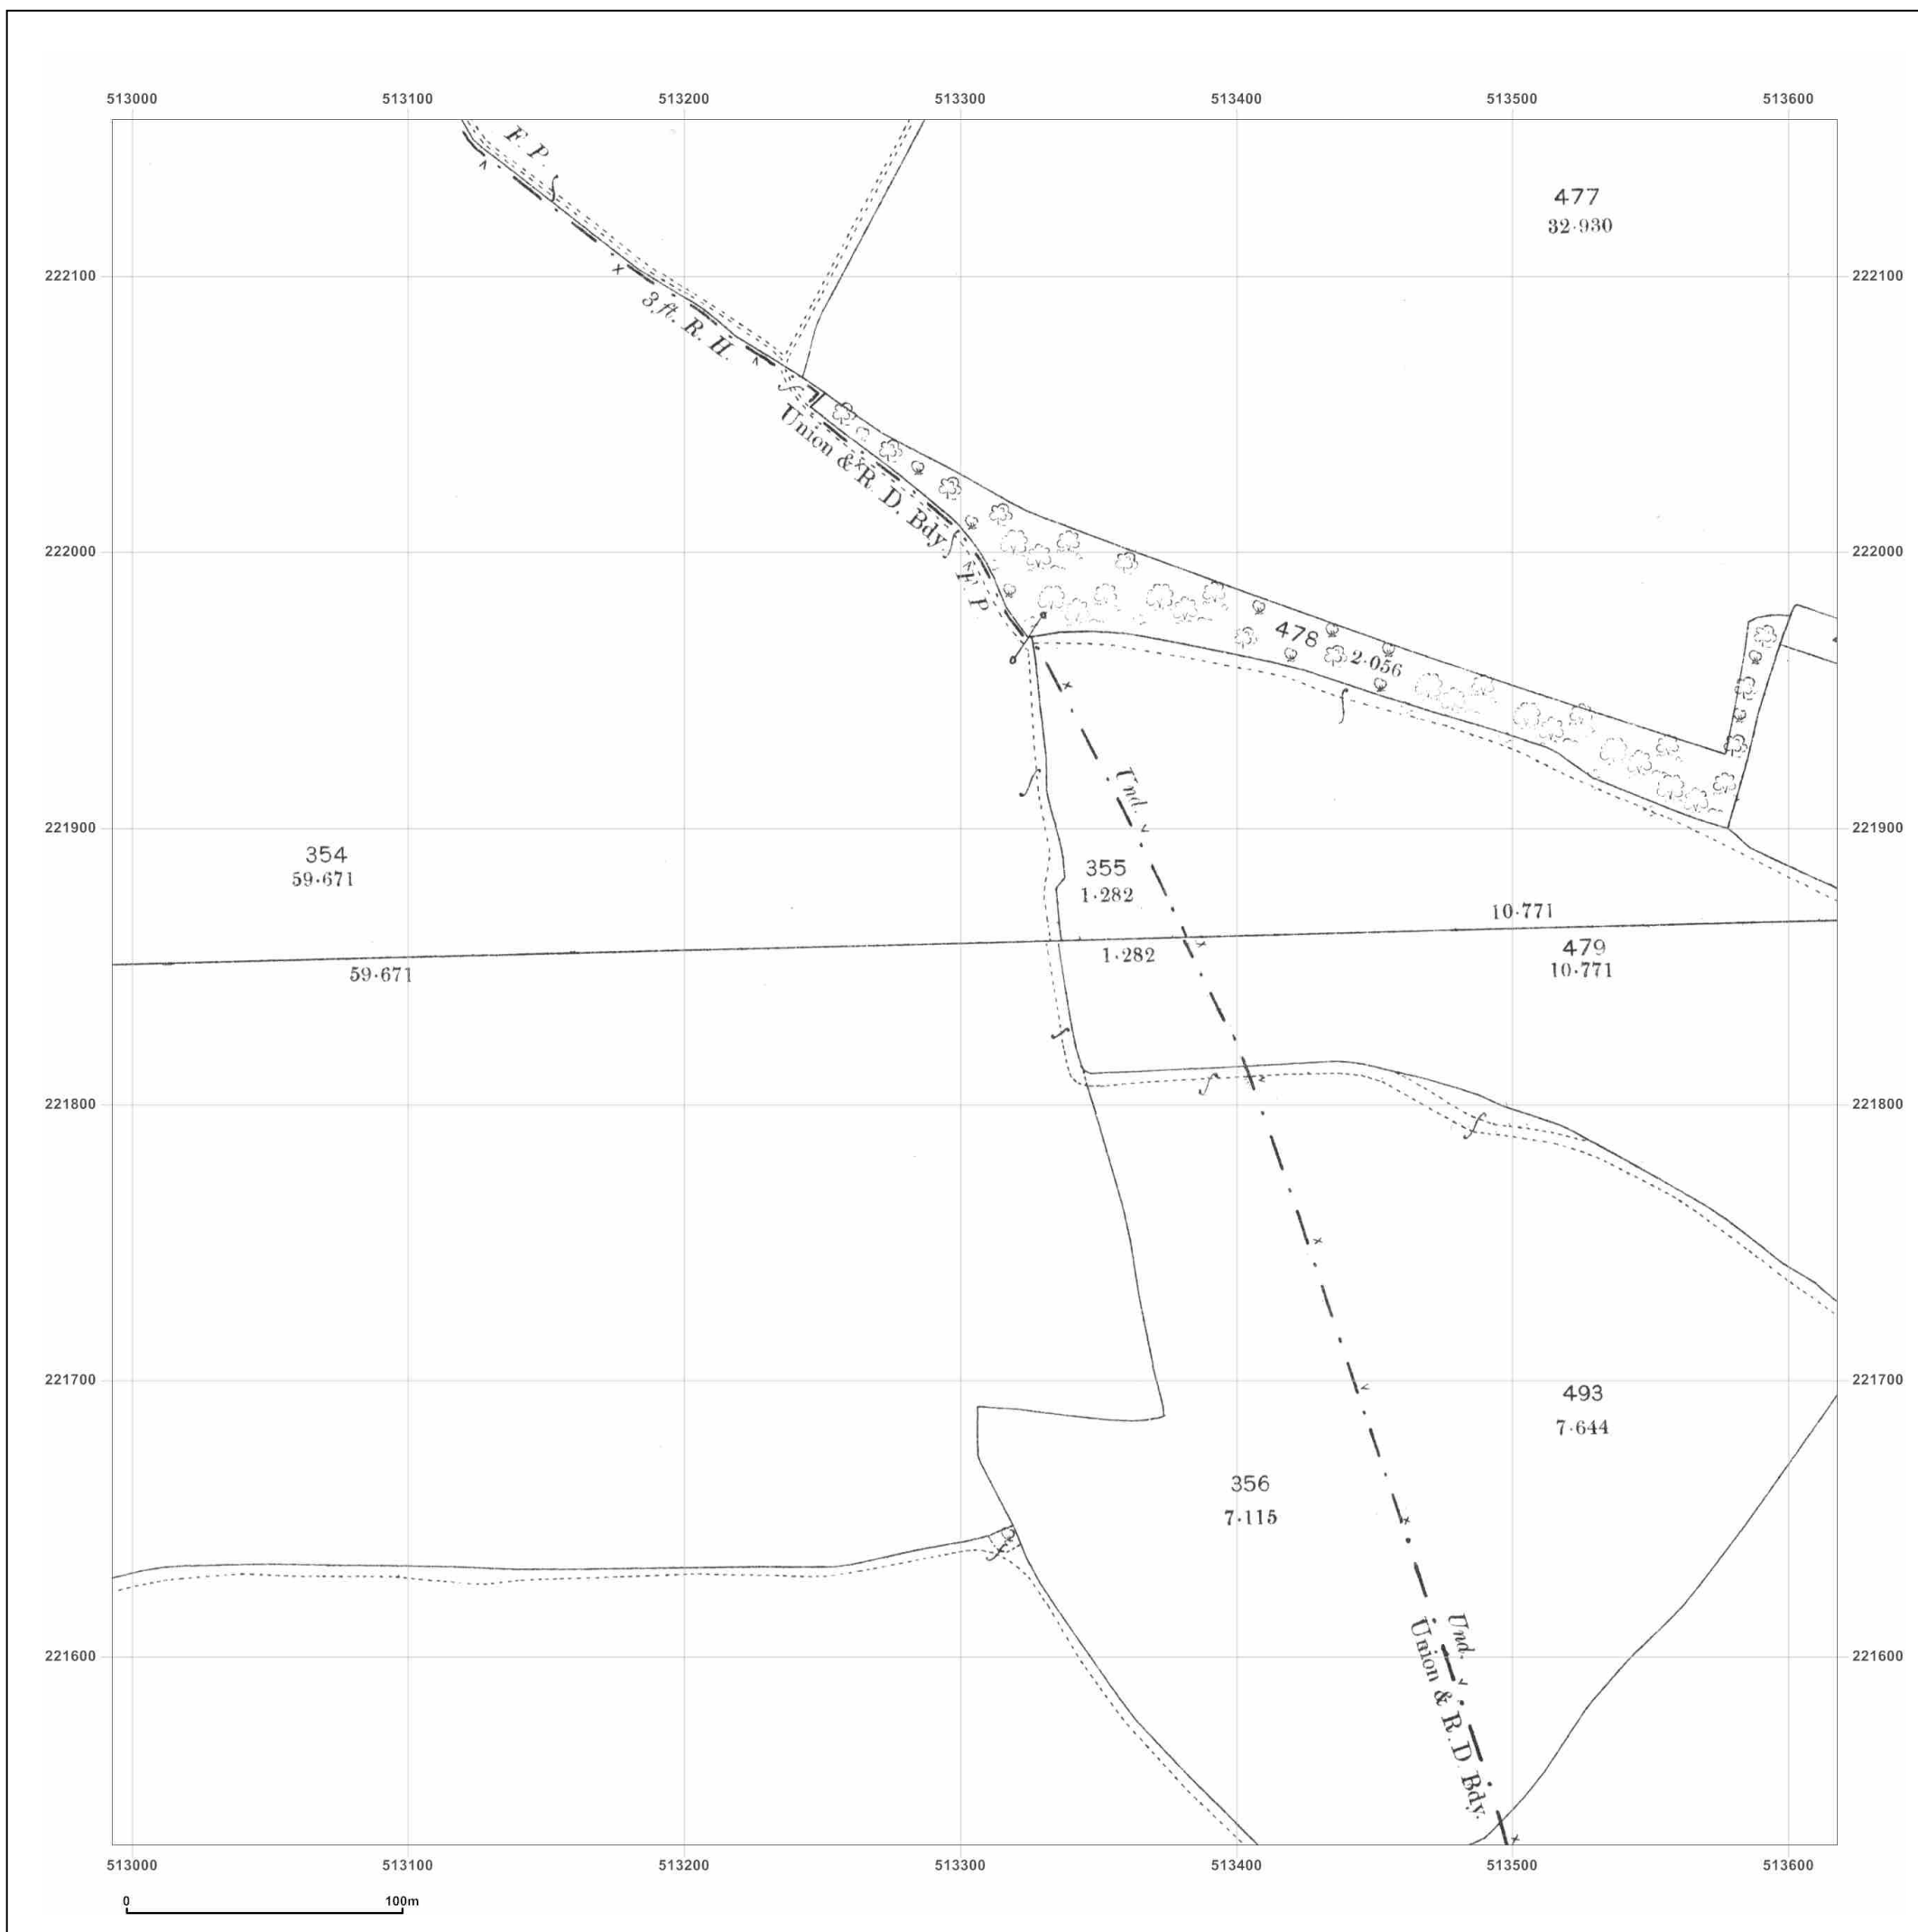 513000 513100 513200 513300 513400 513500 513600
F. P.
477
32·930
222100 222100
3 ft. R. H.
Union & R. D. Bdy.
F. P
222000 222000
478
2·056
Und.
221900 221900
354
59·671
355
1·282
10·771
59·671
1·282
479
10·771
221800 221800
221700 221700
493
7·644
356
7·115
Und.
Union & R. D. Bdy.
221600 221600
513000 513100 513200 513300 513400 513500 513600
0 100m